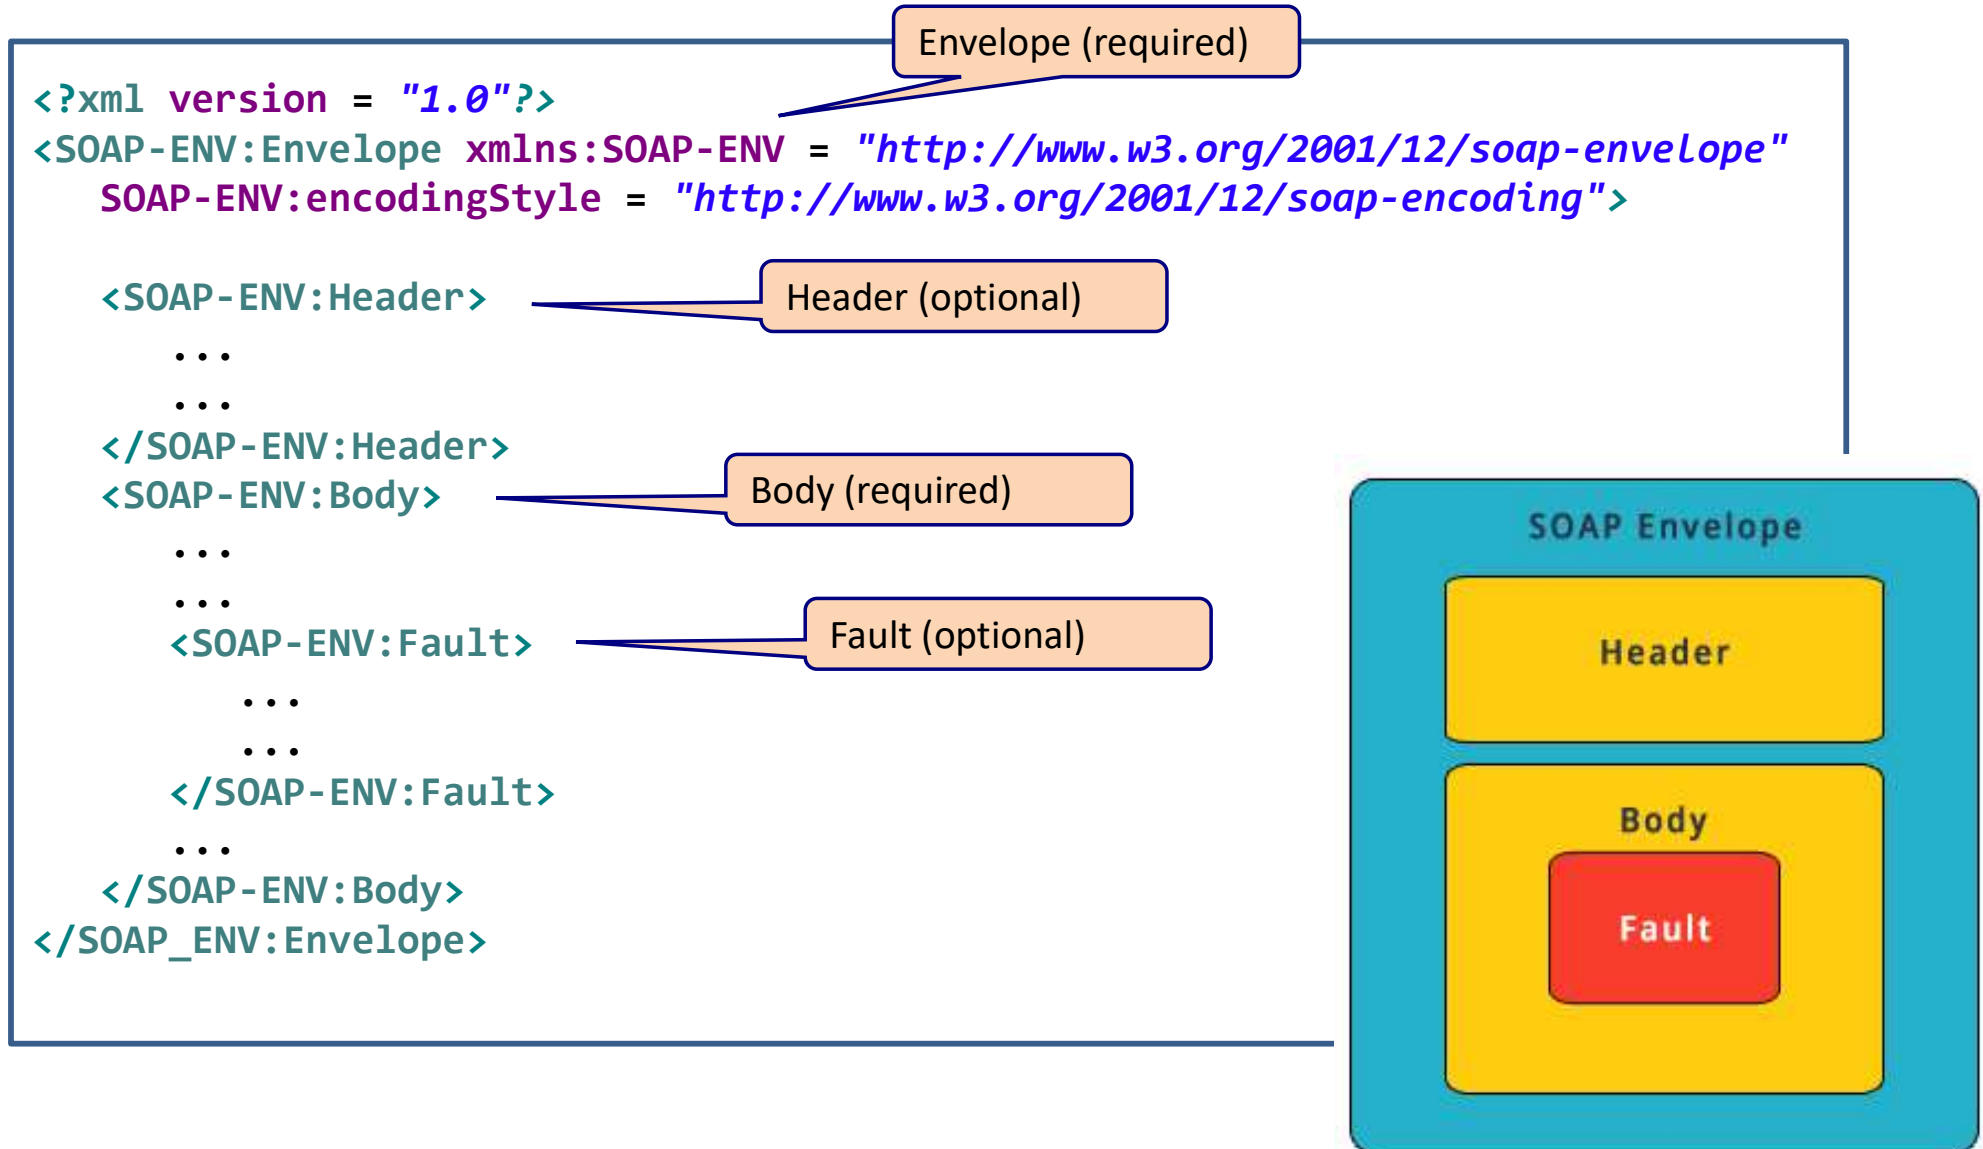 Envelope (required)
<?xml version = "1.0"?>
<SOAP-ENV:Envelope xmlns:SOAP-ENV = "http://www.w3.org/2001/12/soap-envelope"
SOAP-ENV:encodingStyle = "http://www.w3.org/2001/12/soap-encoding">
<SOAP-ENV:Header>
Header (optional)
...
...
</SOAP-ENV:Header>
<SOAP-ENV:Body>
Body (required)
...
...
<SOAP-ENV:Fault>
Fault (optional)
...
...
</SOAP-ENV:Fault>
...
</SOAP-ENV:Body>
</SOAP_ENV:Envelope>
SOAP Envelope
Header
Body
Fault